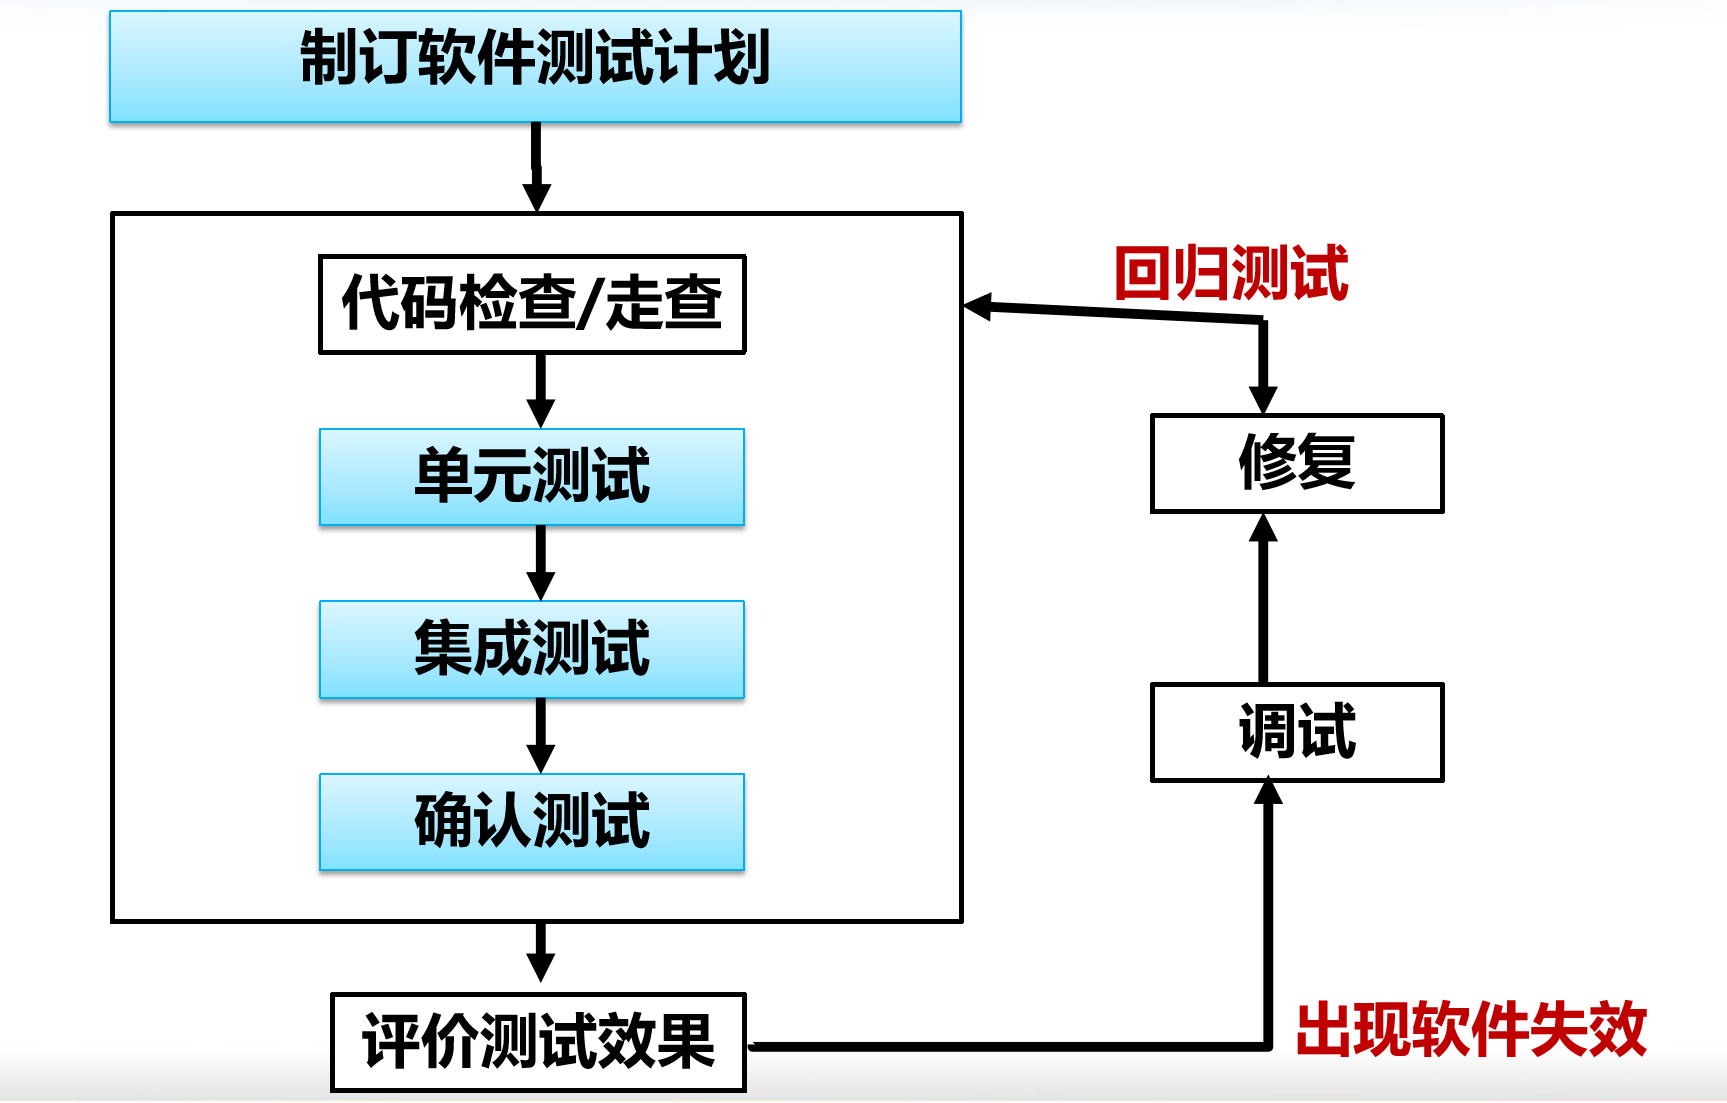 制订软件测试计划
代码检查/走查
单元测试
集成测试
确认测试
评价测试效果
回归测试
修复
调试
出现软件失效